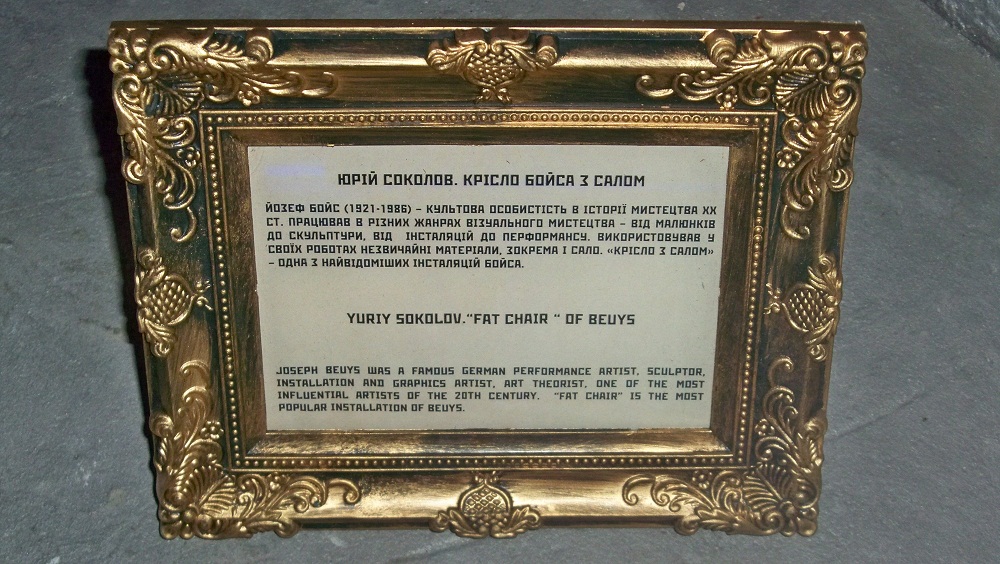 ЮРІЙ СОКОЛОВ. КРІСЛО БОЙСА З САЛОМ
ЙОЗЕФ БОЙС (1921-1986) – КУЛЬТОВА ОСОБИСТІСТЬ В ІСТОРІЇ МИСТЕЦТВА ХХ
СТ. ПРАЦЮВАВ В РІЗНИХ ЖАНРАХ ВІЗУАЛЬНОГО МИСТЕЦТВА – ВІД МАЛЮНКІВ
ДО СКУЛЬПТУРИ, ВІД ІНСТАЛЯЦІЙ ДО ПЕРФОРМАНСУ. ВИКОРИСТОВУВАВ У
СВОЇХ РОБОТАХ НЕЗВИЧАЙНІ МАТЕРІАЛИ, ЗОКРЕМА І САЛО. «КРІСЛО З САЛОМ»
– ОДНА З НАЙВІДОМІШИХ ІНСТАЛЯЦІЙ БОЙСА.
YURIY SOKOLOV."FAT CHAIR " OF BEUYS
JOSEPH BEUYS WAS A FAMOUS GERMAN PERFORMANCE ARTIST, SCULPTOR,
INSTALLATION AND GRAPHICS ARTIST, ART THEORIST, ONE OF THE MOST
INFLUENTIAL ARTISTS OF THE 20TH CENTURY. "FAT CHAIR" IS THE MOST
POPULAR INSTALLATION OF BEUYS.